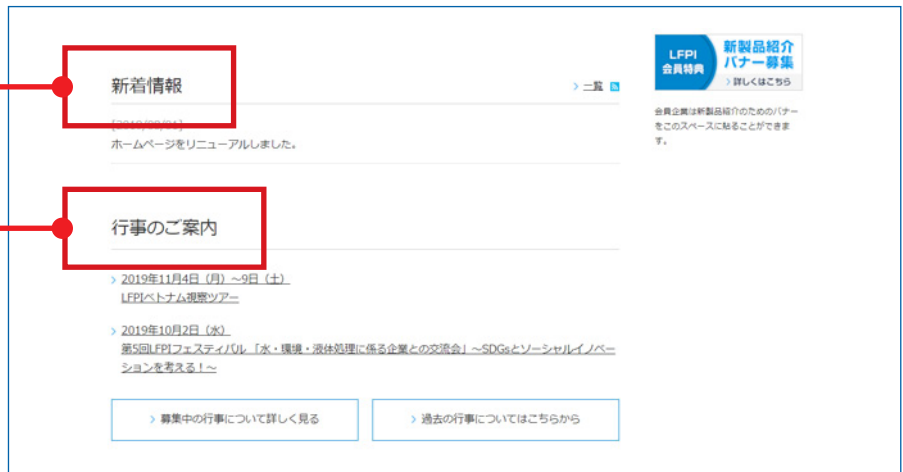 新着情報
> 一覧
ホームページをリニューアルしました。
行事のご案内
> 2019年11月4日（月）～9日（土）
LFPIベトナム視察ツアー
> 2019年10月2日（水）
第5回LFPIフェスティバル 「水・環境・液体処理に係る企業との交流会」～SDGsとソーシャルイノベー
ションを考える！～
> 募集中の行事について詳しく見る
> 過去の行事についてはこちらから
LFPI
会員特典
新製品紹介
バナー募集
> 詳しくはこちら
会員企業は新製品紹介のためのバナー
をこのスペースに貼ることができま
す。